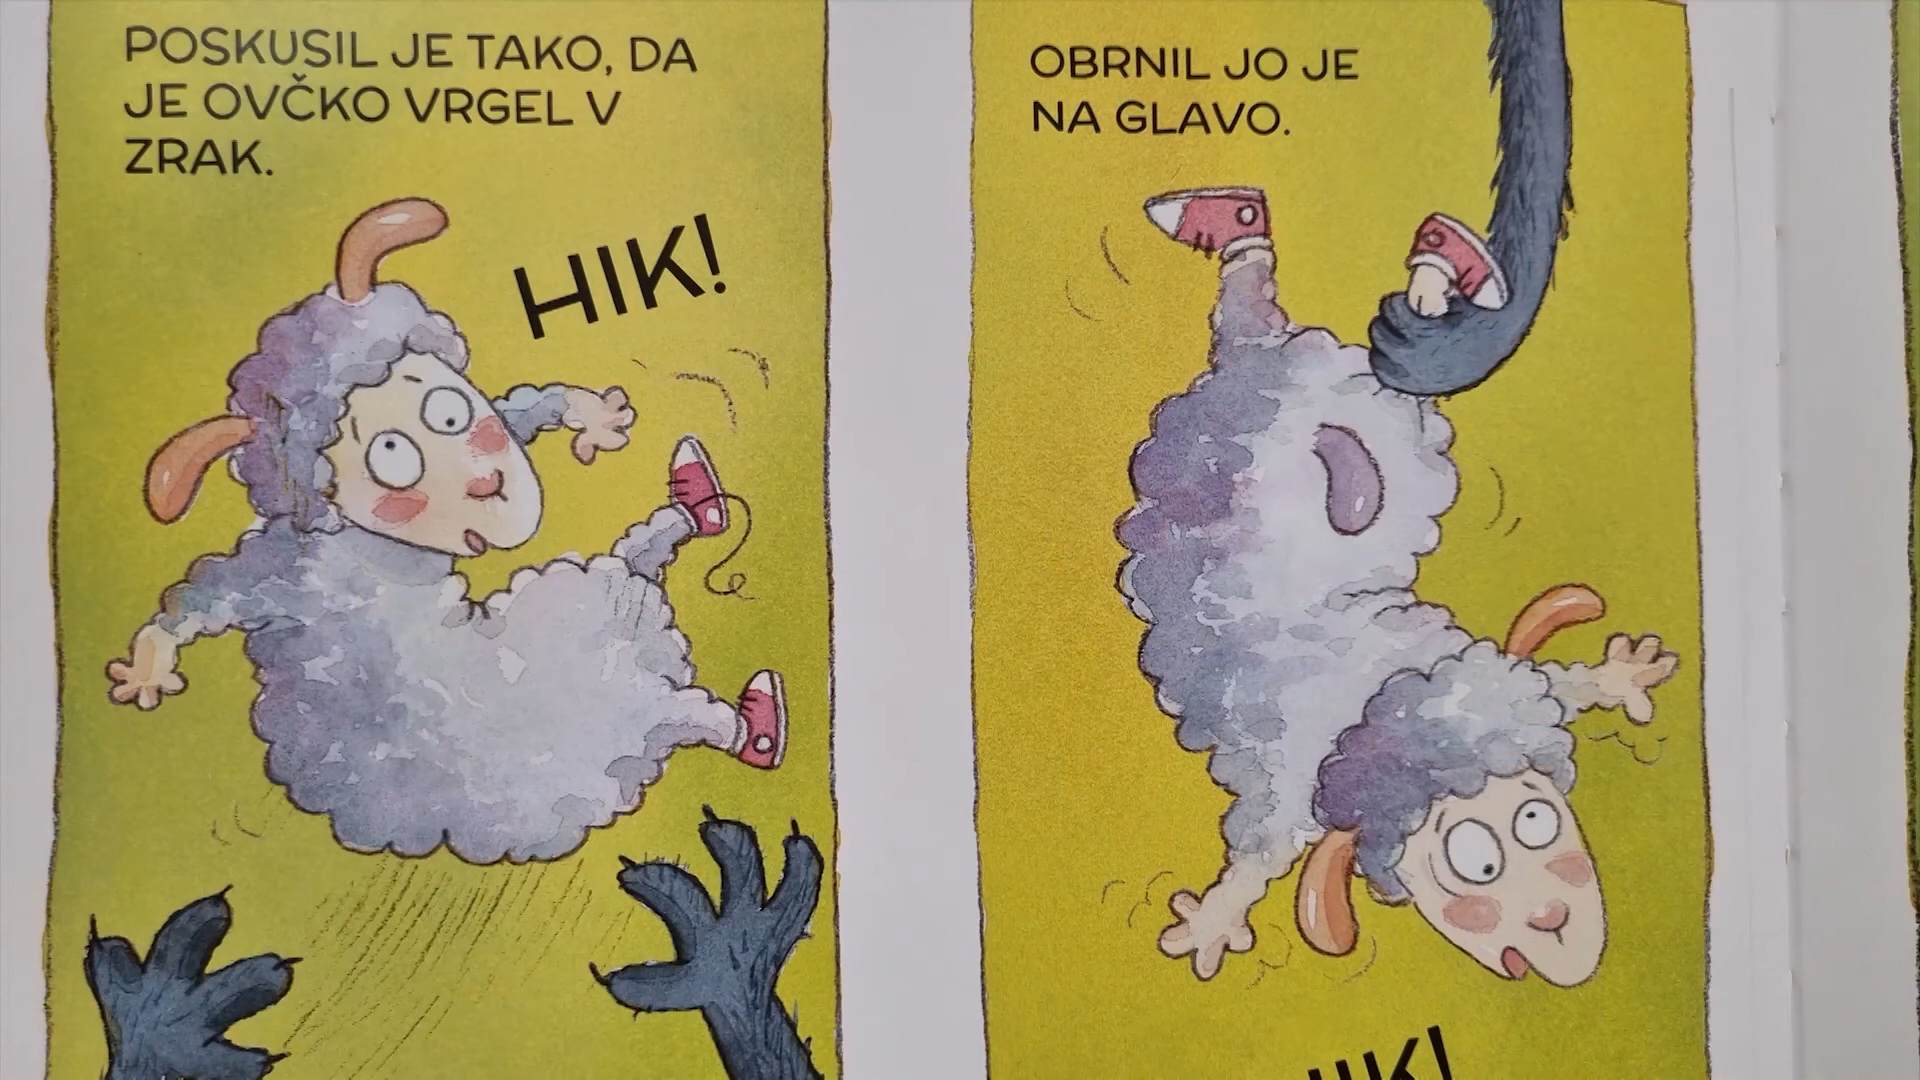 POSKUSIL JE TAKO, DA
JE OVČKO VRGEL V
ZRAK.
HIK!
OBRNIL JO JE
NA GLAVO.